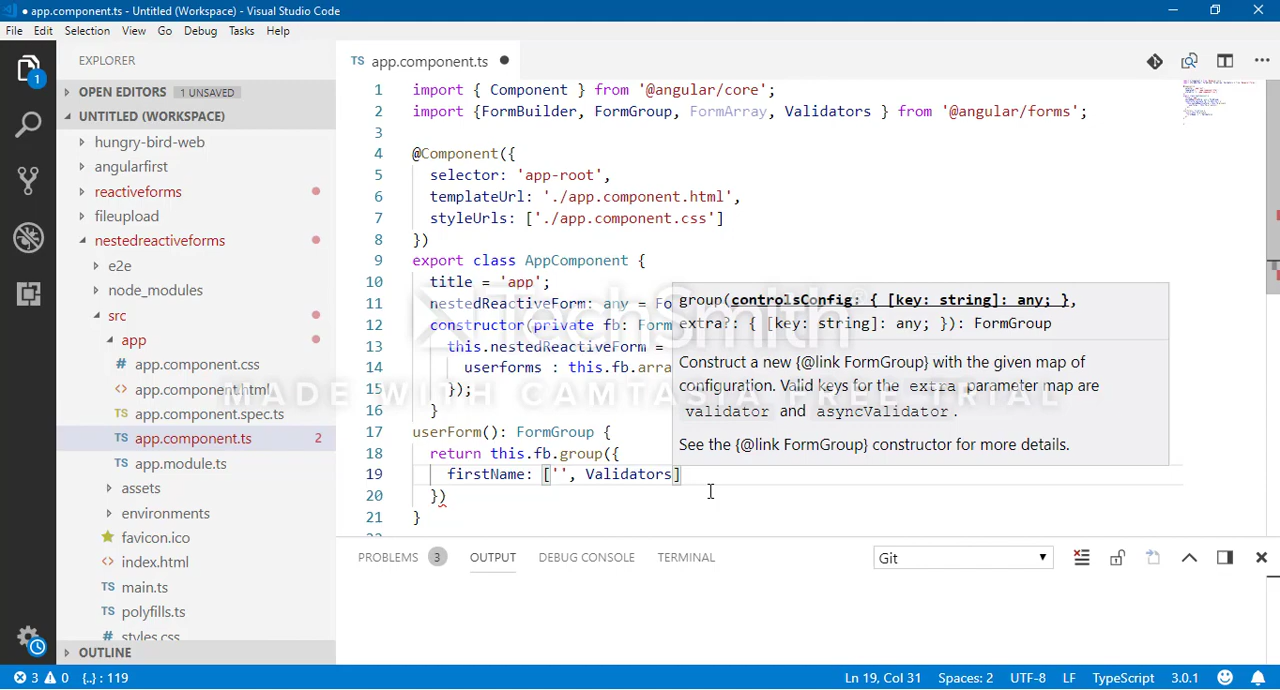 app.component.ts - Untitled (Workspace) - Visual Studio Code
File Edit Selection View Go Debug Tasks Help
EXPLORER
OPEN EDITORS 1 UNSAVED
UNTITLED (WORKSPACE)
hungry-bird-web
angularfirst
reactiveforms
fileupload
nestedreactiveforms
e2e
node_modules
src
app
app.component.css
app.component.html
app.component.spec.ts
app.component.ts 2
app.module.ts
assets
environments
favicon.ico
index.html
main.ts
polyfills.ts
styles.css
OUTLINE
1
TS app.component.ts
1 import { Component } from '@angular/core';
2 import {FormBuilder, FormGroup, FormArray, Validators } from '@angular/forms';
3
4 @Component({
5 selector: 'app-root',
6 templateUrl: './app.component.html',
7 styleUrls: ['./app.component.css']
8 })
9 export class AppComponent {
10 title = 'app';
11 nestedReactiveForm: any = Fo
12 constructor(private fb: Form
13 this.nestedReactiveForm =
14 userforms : this.fb.arra
15 });
16 }
17 userForm(): FormGroup {
18 return this.fb.group({
19 firstName: ['', Validators]
20 })
21 }
22
group(controlsConfig: { [key: string]: any; },
extra?: { [key: string]: any; }): FormGroup
Construct a new {@link FormGroup} with the given map of
configuration. Valid keys for the extra parameter map are
validator and asyncValidator.
See the {@link FormGroup} constructor for more details.
TechSmith®
MADE WITH CAMTASIA FREE TRIAL
PROBLEMS 3 OUTPUT DEBUG CONSOLE TERMINAL
Git
3 0 {..} : 119
Ln 19, Col 31 Spaces: 2 UTF-8 LF TypeScript 3.0.1